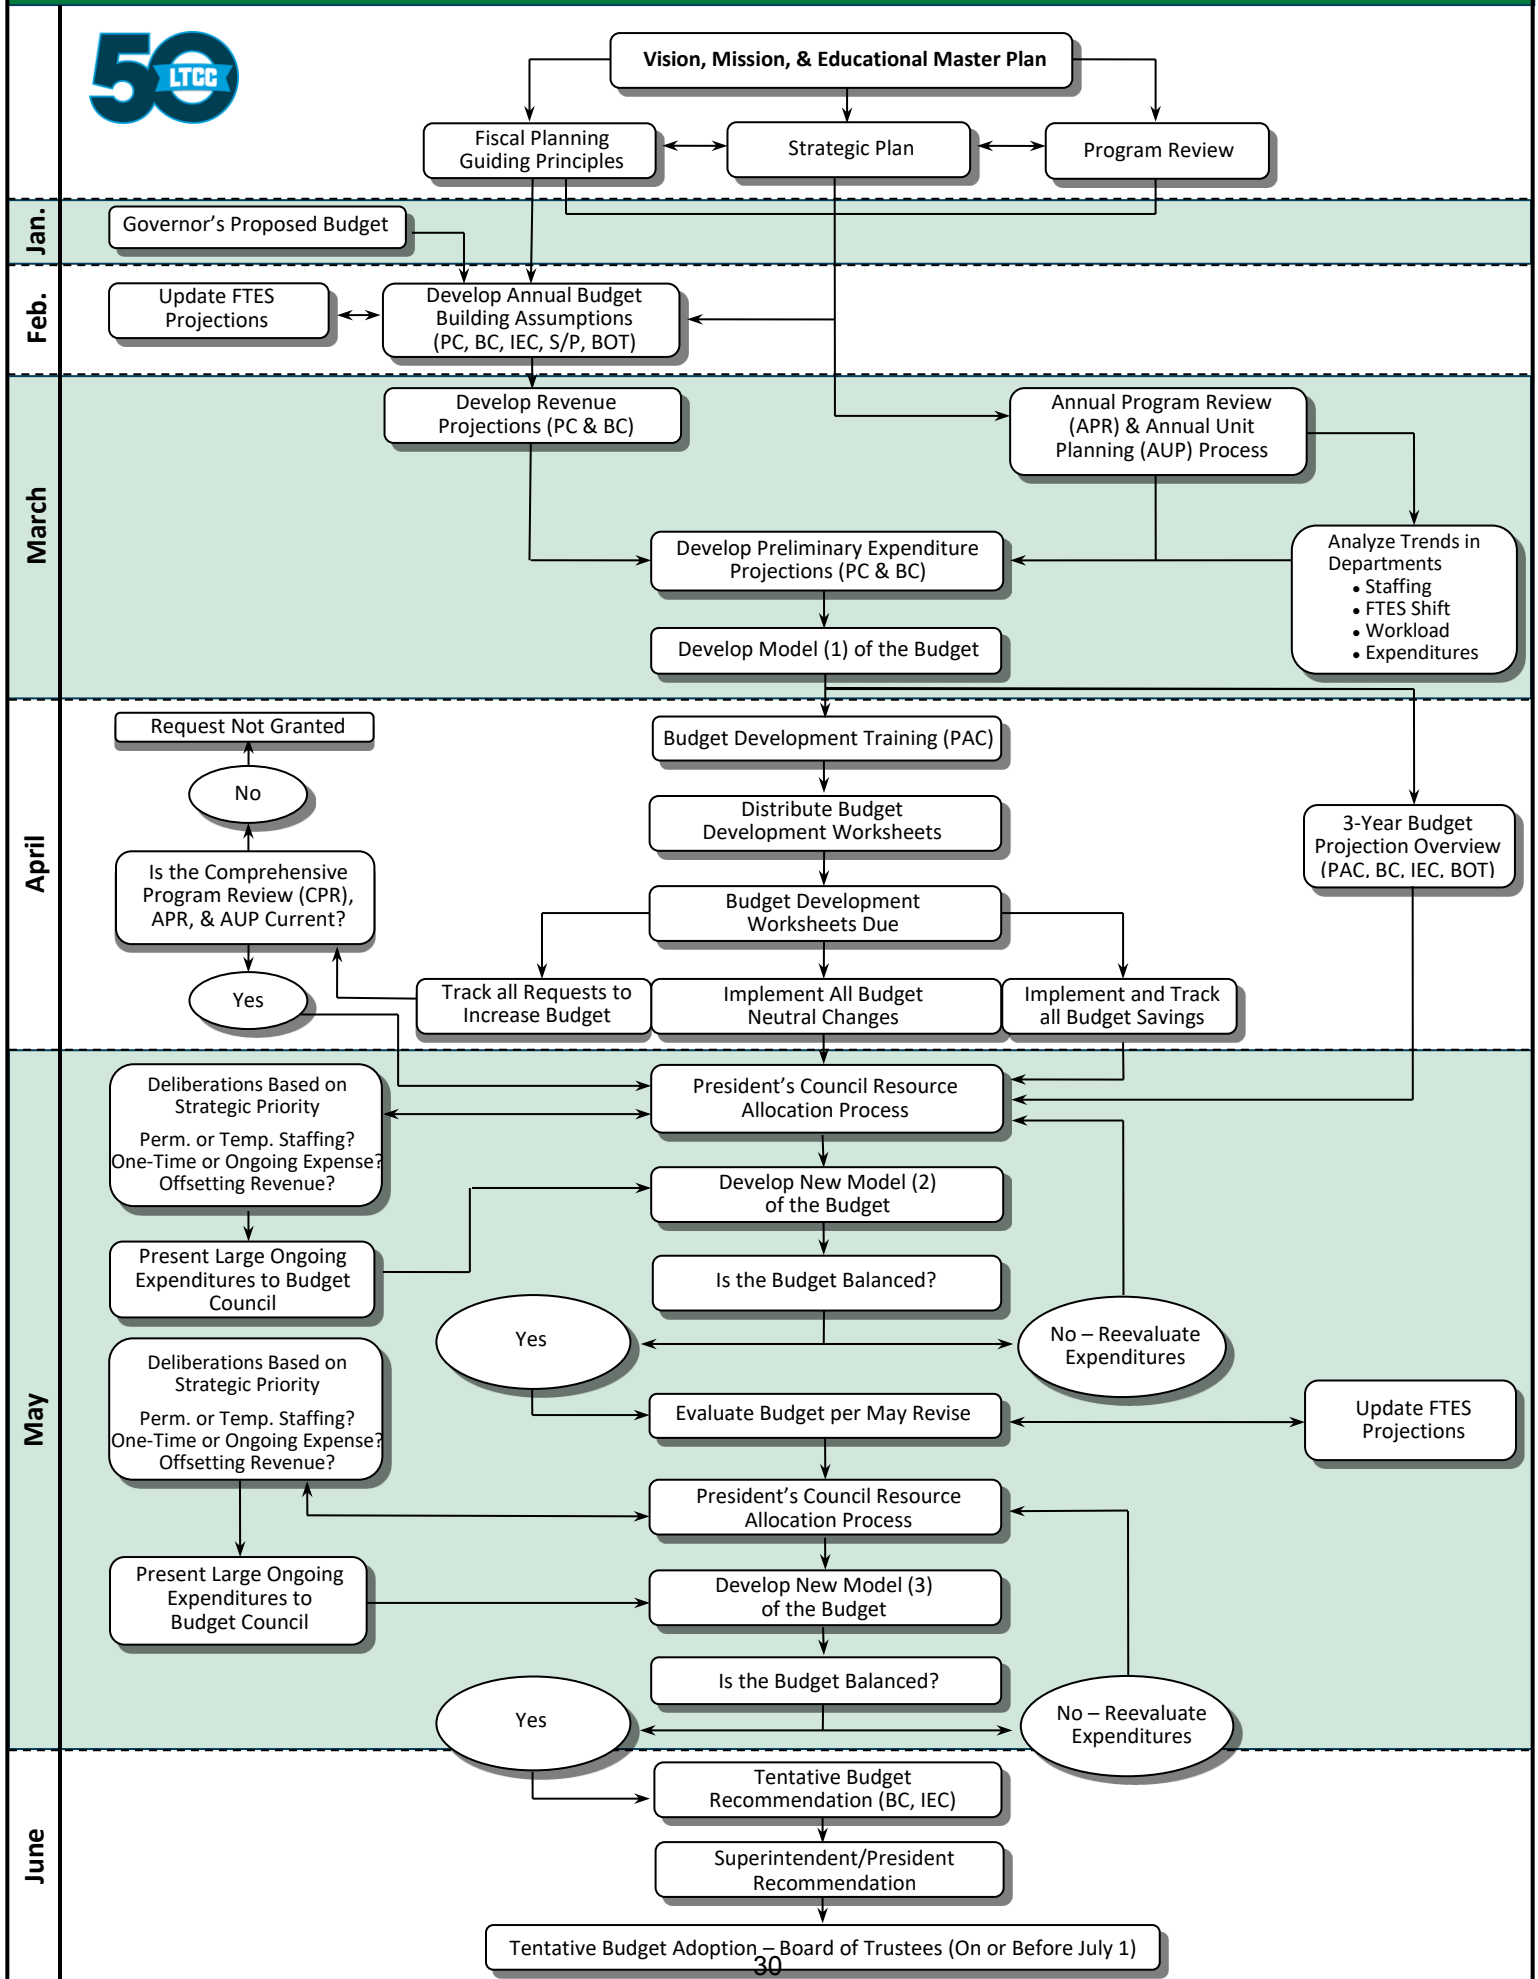 50
LTCC
Vision, Mission, & Educational Master Plan
Fiscal Planning
Guiding Principles
Strategic Plan
Program Review
Jan.
Governor's Proposed Budget
Feb.
Update FTES
Projections
Develop Annual Budget
Building Assumptions
(PC, BC, IEC, S/P, BOT)
March
Develop Revenue
Projections (PC & BC)
Annual Program Review
(APR) & Annual Unit
Planning (AUP) Process
Develop Preliminary Expenditure
Projections (PC & BC)
Analyze Trends in
Departments
• Staffing
• FTES Shift
• Workload
• Expenditures
Develop Model (1) of the Budget
April
Request Not Granted
No
Is the Comprehensive
Program Review (CPR),
APR, & AUP Current?
Yes
Budget Development Training (PAC)
Distribute Budget
Development Worksheets
3-Year Budget
Projection Overview
(PAC, BC, IEC, BOT)
Budget Development
Worksheets Due
Track all Requests to
Increase Budget
Implement All Budget
Neutral Changes
Implement and Track
all Budget Savings
May
Deliberations Based on
Strategic Priority
Perm. or Temp. Staffing?
One-Time or Ongoing Expense?
Offsetting Revenue?
President's Council Resource
Allocation Process
Develop New Model (2)
of the Budget
Present Large Ongoing
Expenditures to Budget
Council
Is the Budget Balanced?
Yes
No – Reevaluate
Expenditures
Deliberations Based on
Strategic Priority
Perm. or Temp. Staffing?
One-Time or Ongoing Expense?
Offsetting Revenue?
Evaluate Budget per May Revise
Update FTES
Projections
President's Council Resource
Allocation Process
Present Large Ongoing
Expenditures to
Budget Council
Develop New Model (3)
of the Budget
Is the Budget Balanced?
Yes
No – Reevaluate
Expenditures
June
Tentative Budget
Recommendation (BC, IEC)
Superintendent/President
Recommendation
Tentative Budget Adoption – Board of Trustees (On or Before July 1)
30